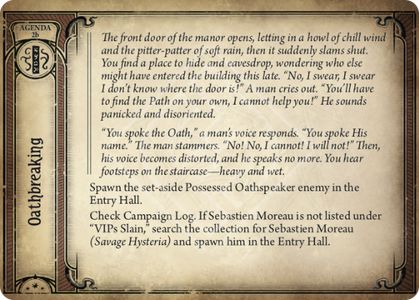 AGENDA
2b
Oathbreaking
The front door of the manor opens, letting in a howl of chill wind
and the pitter-patter of soft rain, then it suddenly slams shut.
You find a place to hide and eavesdrop, wondering who else
might have entered the building this late. “No, I swear, I swear
I don’t know where the door is!” A man cries out. “You’ll have
to find the Path on your own, I cannot help you!” He sounds
panicked and disoriented.
“You spoke the Oath,” a man’s voice responds. “You spoke His
name.” The man stammers. “No! No, I cannot! I will not!” Then,
his voice becomes distorted, and he speaks no more. You hear
footsteps on the staircase—heavy and wet.
Spawn the set-aside Possessed Oathspeaker enemy in the
Entry Hall.
Check Campaign Log. If Sebastien Moreau is not listed under
“VIPs Slain,” search the collection for Sebastien Moreau
(Savage Hysteria) and spawn him in the Entry Hall.